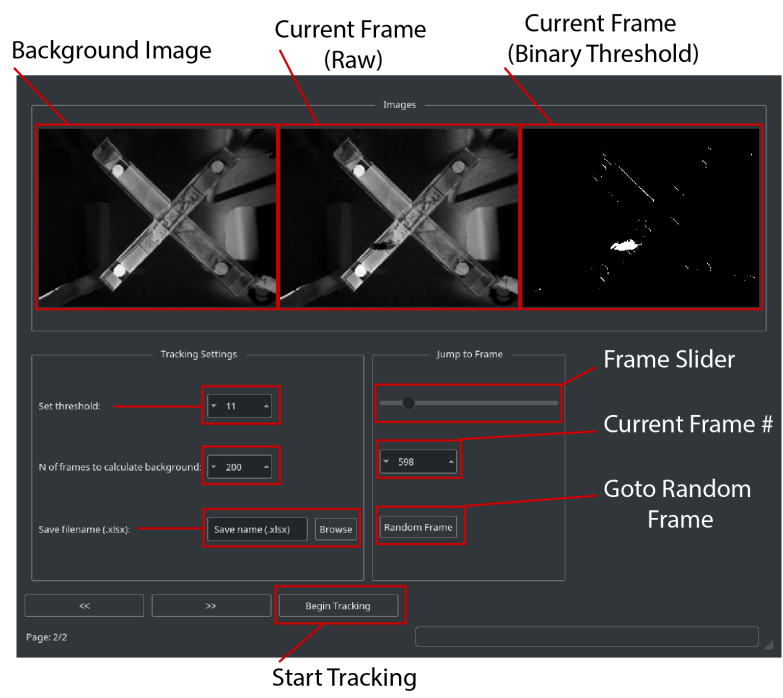 Background Image
Current Frame
(Raw)
Current Frame
(Binary Threshold)
Images
Tracking Settings
Jump to Frame
Frame Slider
Set threshold:
11
Current Frame #
N of frames to calculate background:
200
598
Goto Random
Frame
Save filename (.xlsx):
Save name (.xlsx)
Browse
Random Frame
<<
>>
Begin Tracking
Page: 2/2
Start Tracking